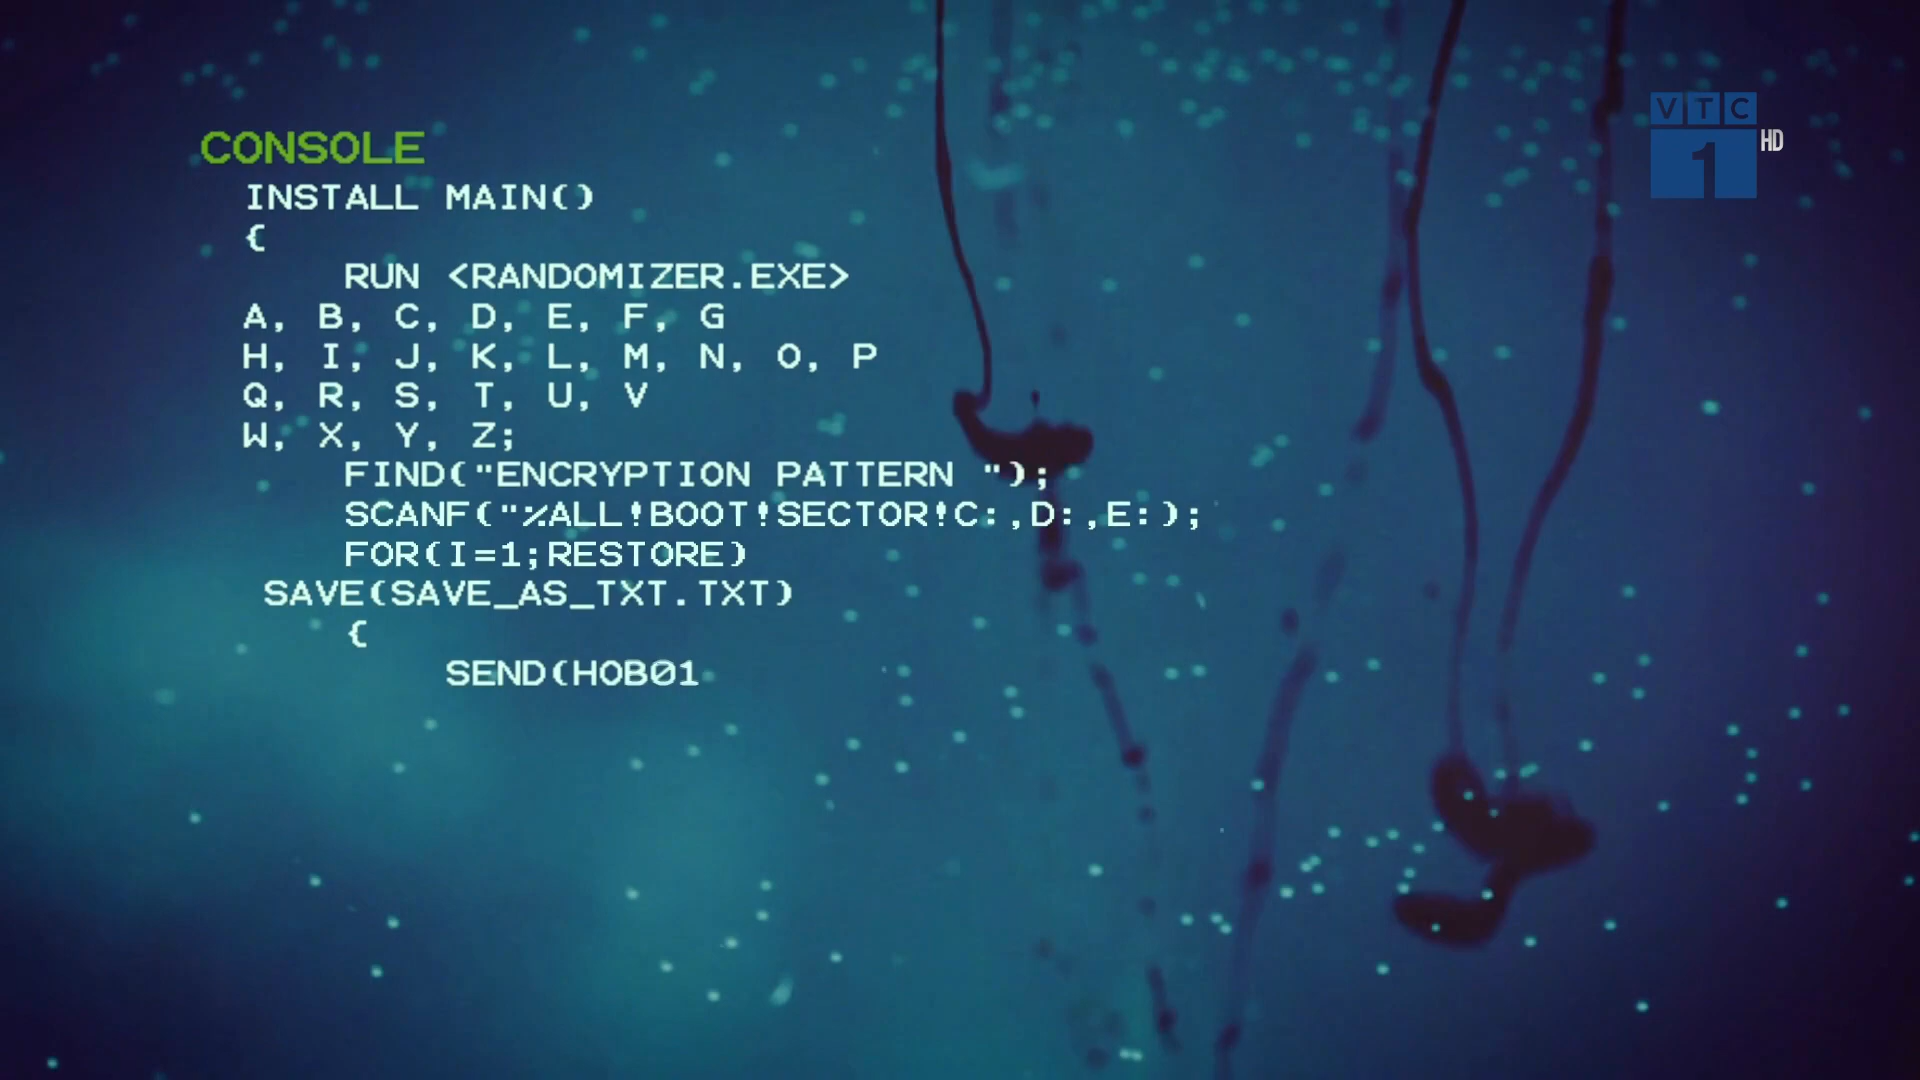 VTC
1 HD
CONSOLE
INSTALL MAIN()
{
RUN <RANDOMIZER.EXE>
A, B, C, D, E, F, G
H, I, J, K, L, M, N, O, P
Q, R, S, T, U, V
W, X, Y, Z;
FIND("ENCRYPTION PATTERN ");
SCANF("%ALL!BOOT!SECTOR!C:,D:,E:);
FOR(I=1;RESTORE)
SAVE(SAVE_AS_TXT.TXT)
{
SEND(HOB01